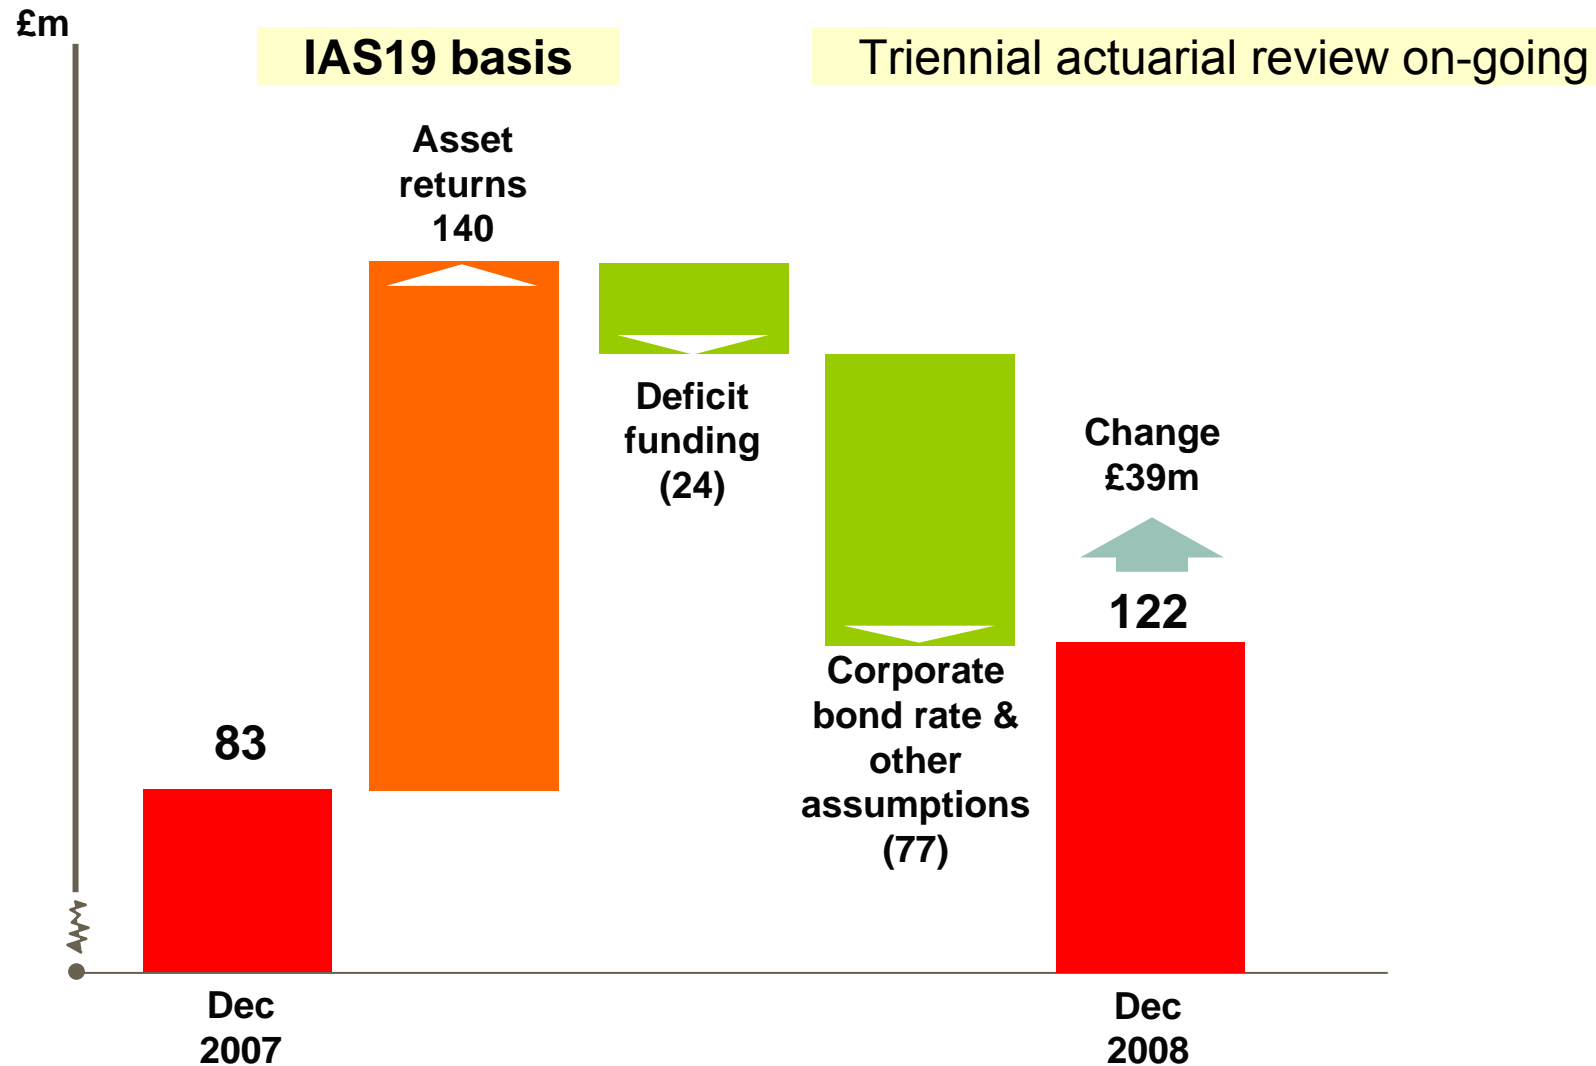 £m
IAS19 basis
Triennial actuarial review on-going
Asset
returns
140
Deficit
funding
(24)
Change
£39m
122
Corporate
bond rate &
other
assumptions
(77)
83
Dec
2007
Dec
2008